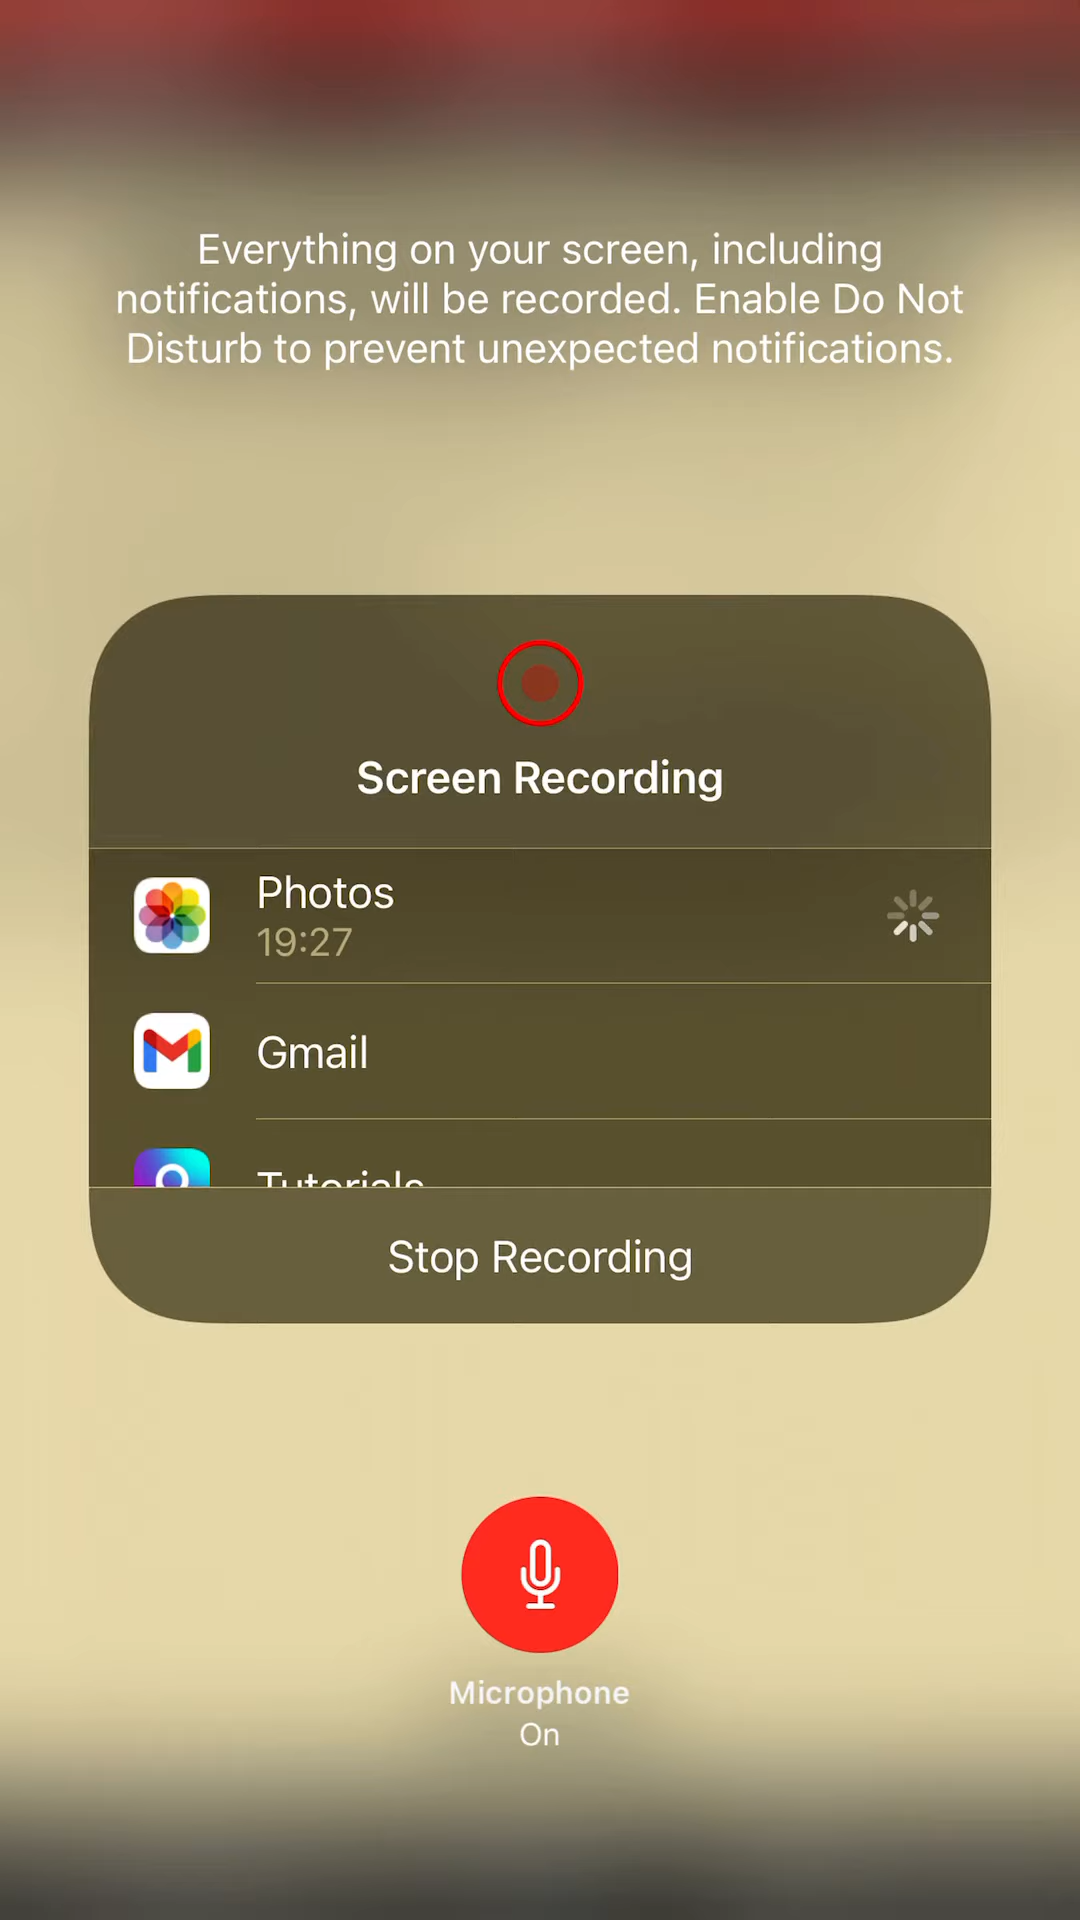 Everything on your screen, including
notifications, will be recorded. Enable Do Not
Disturb to prevent unexpected notifications.
Screen Recording
Photos
19:27
Gmail
Tutorials
Stop Recording
Microphone
On